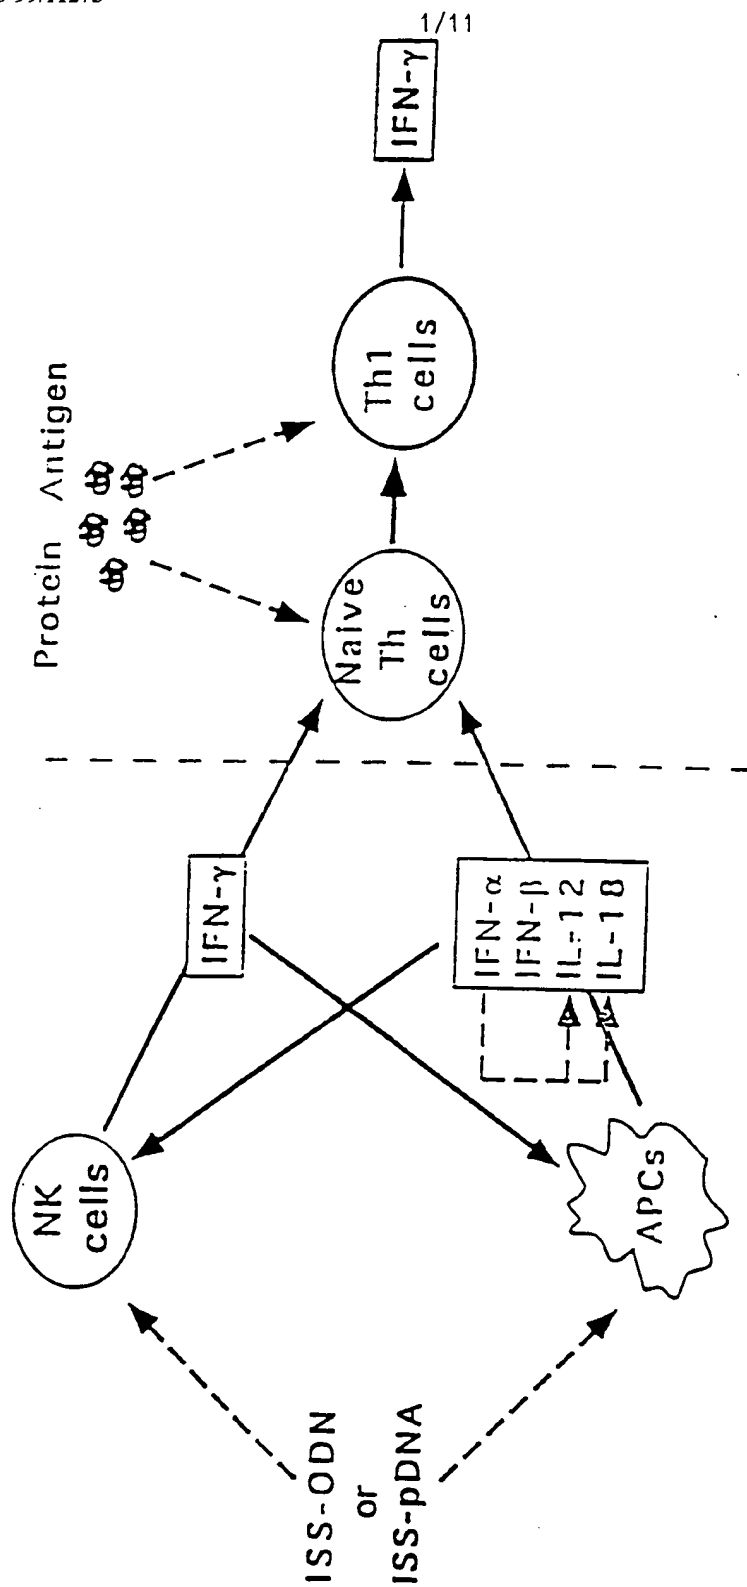 1/11
ISS-ODN
or
ISS-pDNA
NK
cells
APCs
IFN-γ
IFN-α
IFN-β
IL-12
IL-18
Protein Antigen
Naive
Th
cells
Th1
cells
IFN-γ